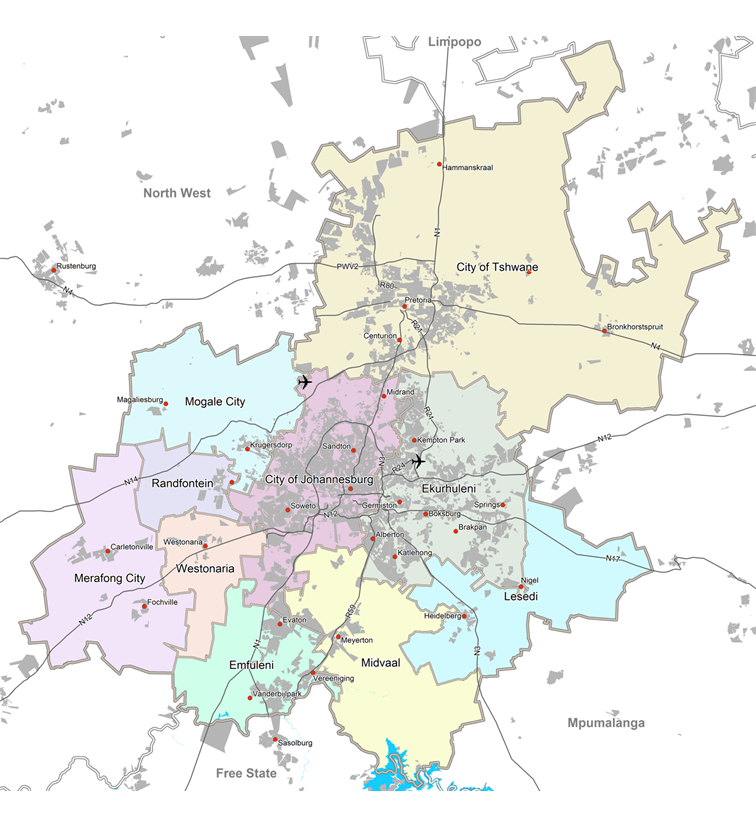 Limpopo
Hammanskraal
North West
N1
City of Tshwane
PWV2
Rustenburg
N4
R80
Pretoria
R21
Bronkhorstspruit
Centurion
N4
Midrand
Magaliesburg
Mogale City
R21
Kempton Park
N12
Krugersdorp
Sandton
N3
R24
N14
Randfontein
City of Johannesburg
Ekurhuleni
Soweto
N12
Germiston
Springs
Boksburg
Brakpan
Westonaria
Alberton
Carletonville
Katlehong
N17
Westonaria
Merafong City
Nigel
Lesedi
Fochville
R59
Heidelberg
N12
Evaton
N1
Meyerton
N3
Emfuleni
Midvaal
Vereeniging
Vanderbijlpark
Mpumalanga
Sasolburg
Free State